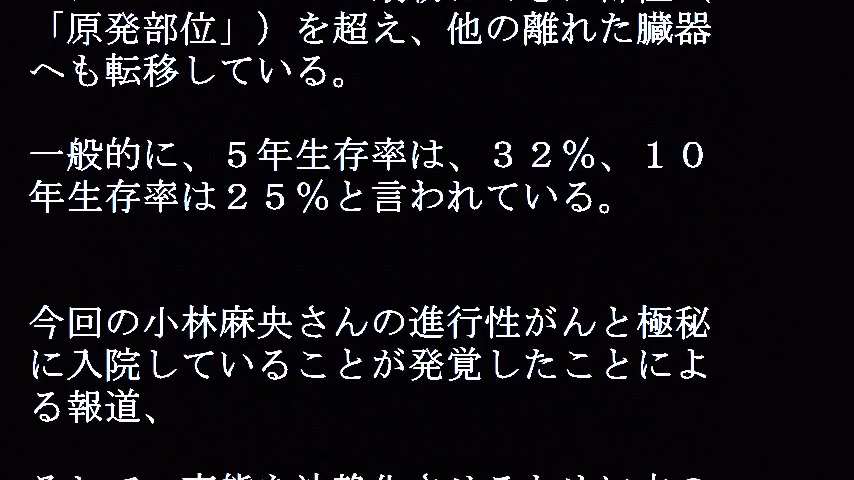 「原発部位」）を超え、他の離れた臓器
へも転移している。
一般的に、５年生存率は、３２％、１０
年生存率は２５％と言われている。
今回の小林麻央さんの進行性がんと極秘
に入院していることが発覚したことによ
る報道、